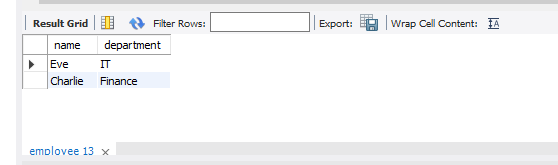 Result Grid Filter Rows: Export: Wrap Cell Content:
name department
Eve IT
Charlie Finance
employee 13